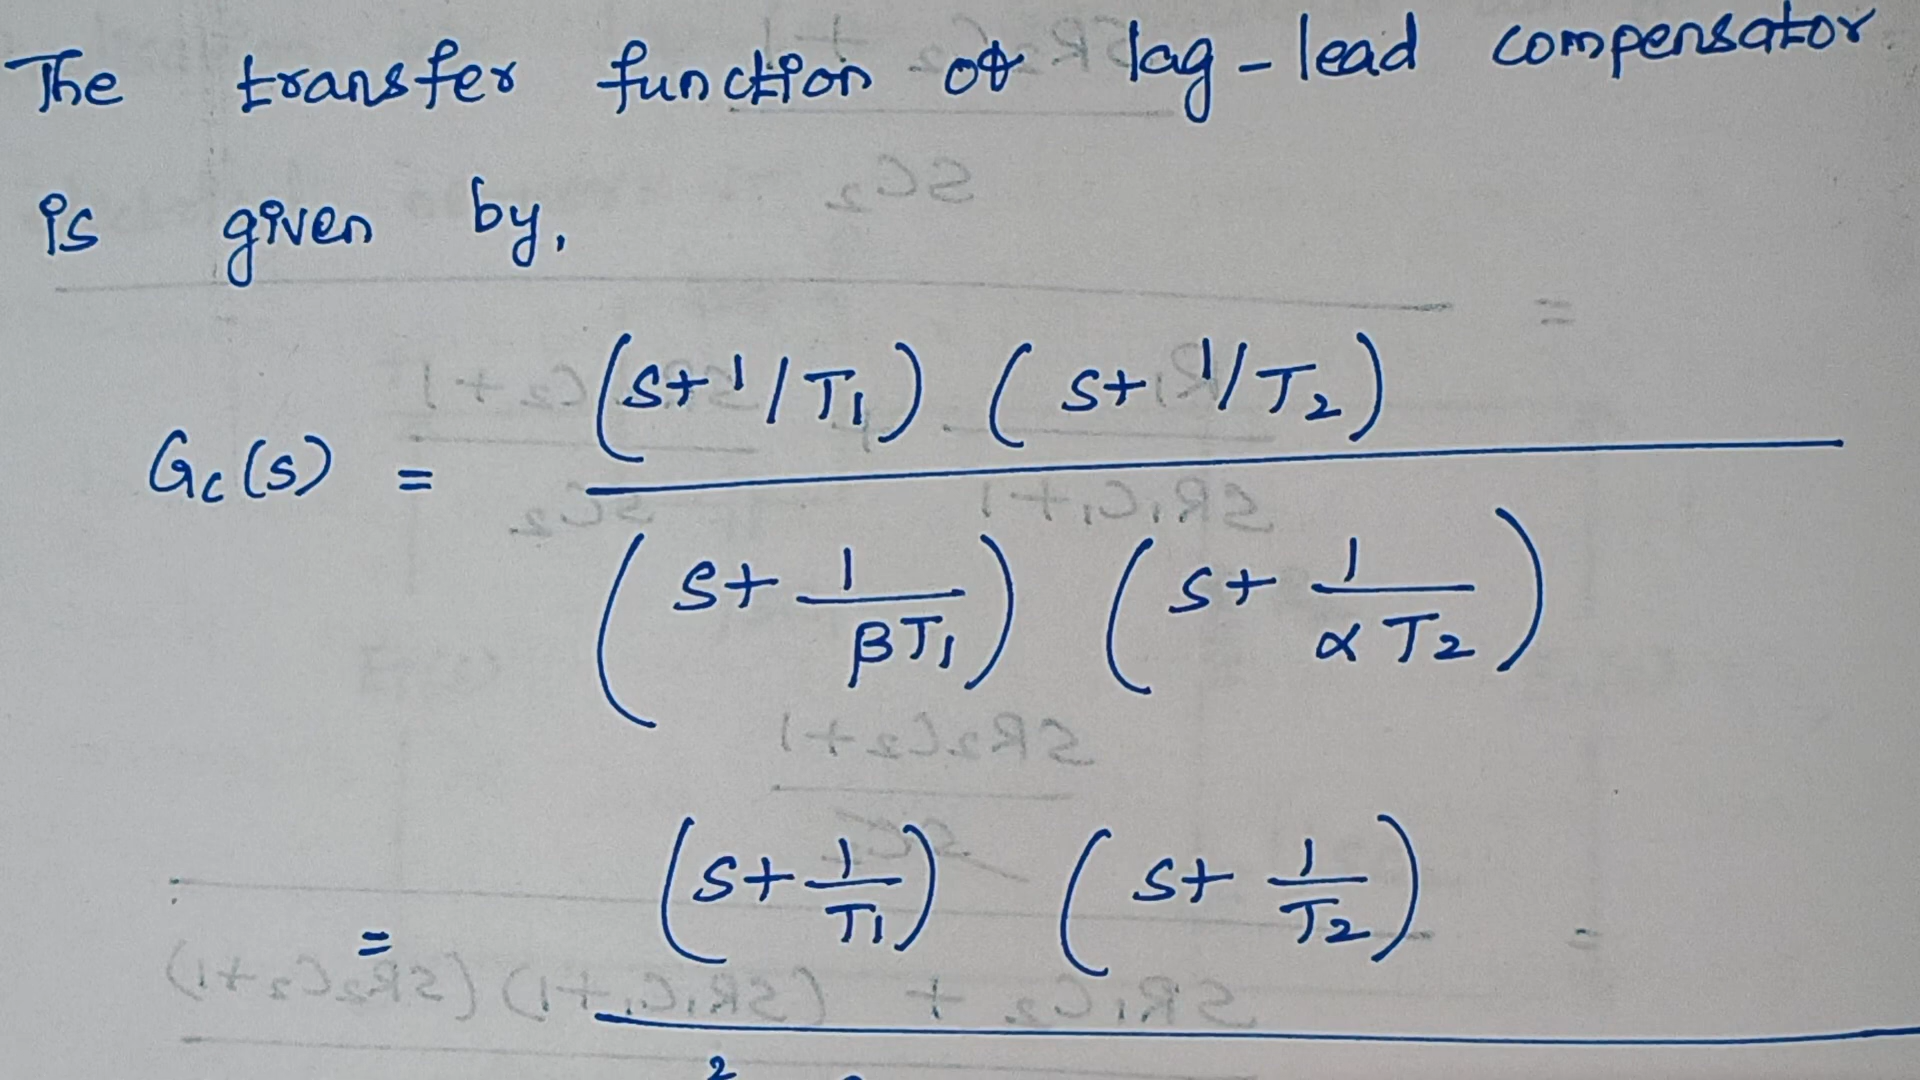 The transfer function of lag-lead compensator
is given by,
Gc(s) = (s+1/T1) (s+1/T2)
(s+ 1/βT1) (s+ 1/αT2)
= (s+ 1/T1) (s+ 1/T2)
2